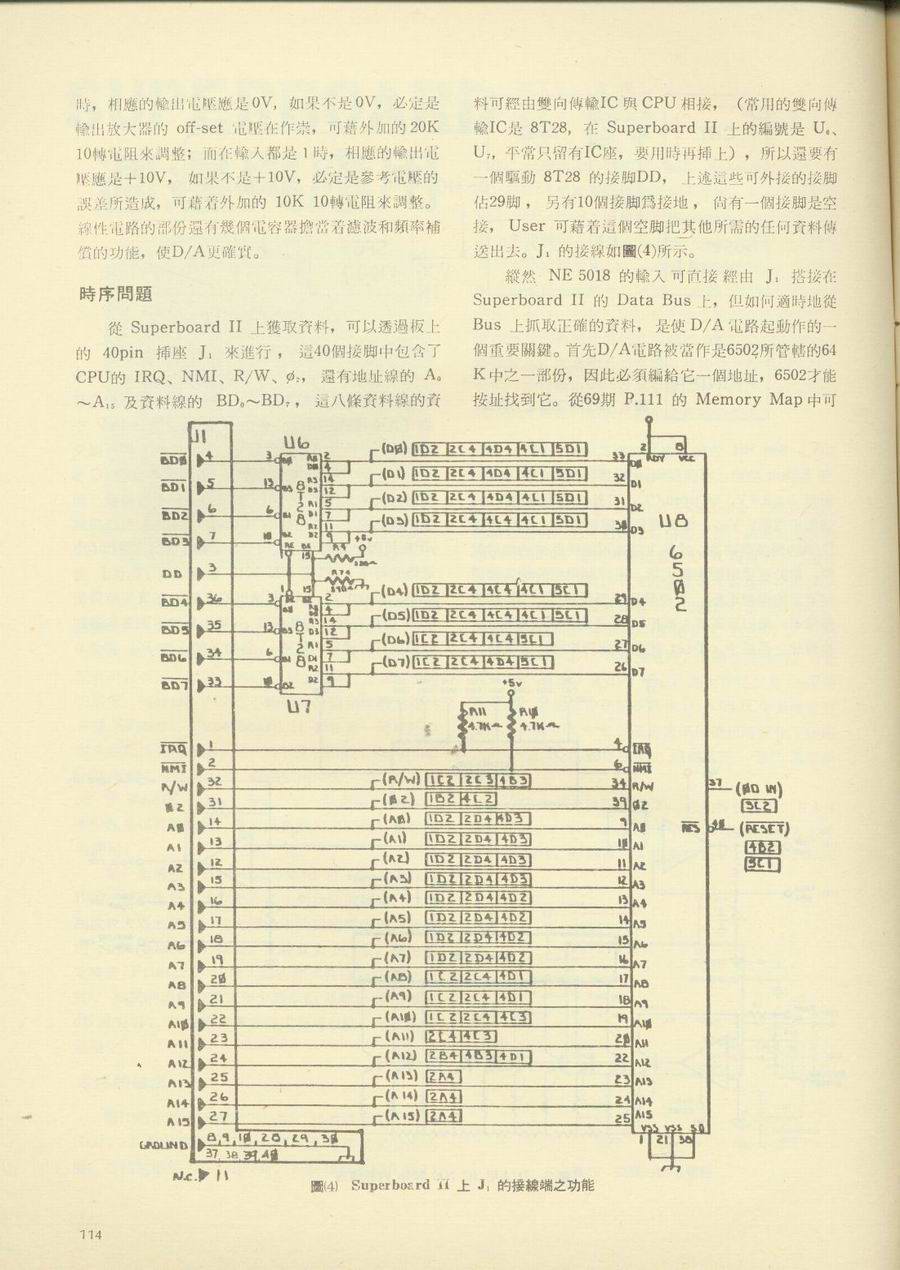 時，相應的輸出電壓應是0V，如果不是0V，必定是
輸出放大器的 off-set 電壓在作祟，可藉外加的 20K
10轉電阻來調整；而在輸入都是 1 時，相應的輸出電
壓應是＋10V， 如果不是＋10V，必定是參考電壓的
誤差所造成，可藉着外加的 10K 10轉電阻來調整。
線性電路的部份還有幾個電容器擔當着濾波和頻率補
償的功能，使D/A更確實。
時序問題
從 Superboard II 上獲取資料，可以透過板上
的 40pin 插座 J₁ 來進行， 這40個接脚中包含了
CPU的 IRQ、NMI、R/W、ø₂， 還有地址線的 A₀
～A₁₅ 及資料線的 BD₀～BD₇， 這八條資料線的資
料可經由雙向傳輸IC 與 CPU 相接，（常用的雙向傳
輸IC是 8T28，在 Superboard II 上的編號是 U₆、
U₇，平常只留有IC座，要用時再挿上），所以還要有
一個驅動 8T28 的接脚DD， 上述這些可外接的接脚
佔29脚，另有10個接脚爲接地，尙有一個接脚是空
接， User 可藉着這個空脚把其他所需的任何資料傳
送出去。J₁ 的接線如圖(4)所示。
縱然 NE 5018 的輸入可直接經由 J₁ 搭接在
Superboard II 的 Data Bus 上，但如何適時地從
Bus 上抓取正確的資料， 是使 D/A 電路起動作的一
個重要關鍵。首先D/A電路被當作是6502所管轄的64
K中之一部份，因此必須編給它一個地址，6502才能
按址找到它。從69期 P.111 的 Memory Map 中可
J1
U6
8T28
U7
8T28
U8
6502
BD0 4 3 (D0) 1D2 2C4 4D4 4C1 5D1 33 D0
BD1 5 13 (D1) 1D2 2C4 4D4 4C1 5D1 32 D1
BD2 6 6 (D2) 1D2 2C4 4D4 4C1 5D1 31 D2
BD3 7 10 (D3) 1D2 2C4 4C4 4C1 5D1 30 D3
DD 3
BD4 36 3 (D4) 1D2 2C4 4C4 4C1 5C1 29 D4
BD5 35 13 (D5) 1D2 2C4 4C4 4C1 5C1 28 D5
BD6 34 6 (D6) 1C2 2C4 4C4 5C1 27 D6
BD7 33 10 (D7) 1C2 2C4 4D4 5C1 26 D7
+5v
+5v
R11 4.7K
R10 4.7K
2 RDY 8 VCC
IRQ 1 4 IRQ
NMI 2 6 NMI
R/W 32 (R/W) 1C2 2C3 4B3 34 R/W
Ø2 31 (Ø2) 1B2 4C2 39 Ø2
A0 14 (A0) 1D2 2D4 4D3 9 A0
A1 13 (A1) 1D2 2D4 4D3 10 A1
A2 12 (A2) 1D2 2D4 4D3 11 A2
A3 15 (A3) 1D2 2D4 4D3 12 A3
A4 16 (A4) 1D2 2D4 4D2 13 A4
A5 17 (A5) 1D2 2D4 4D2 14 A5
A6 18 (A6) 1D2 2D4 4D2 15 A6
A7 19 (A7) 1D2 2D4 4D2 16 A7
A8 20 (A8) 1C2 2C4 4D1 17 A8
A9 21 (A9) 1C2 2C4 4D1 18 A9
A10 22 (A10) 1C2 2C4 4C3 19 A10
A11 23 (A11) 2C4 4C3 20 A11
A12 24 (A12) 2B4 4B3 4D1 22 A12
A13 25 (A13) 2A4 23 A13
A14 26 (A14) 2A4 24 A14
A15 27 (A15) 2A4 25 A15
37 (Ø0 IN)
3C2
RES 40 (RESET)
4B2
5C1
VSS VSS SO
1 21 38
GROUND 8,9,10,28,29,30
37,38,39,40
N.C. 11
圖(4) Superboard II 上 J₁ 的接線端之功能
114